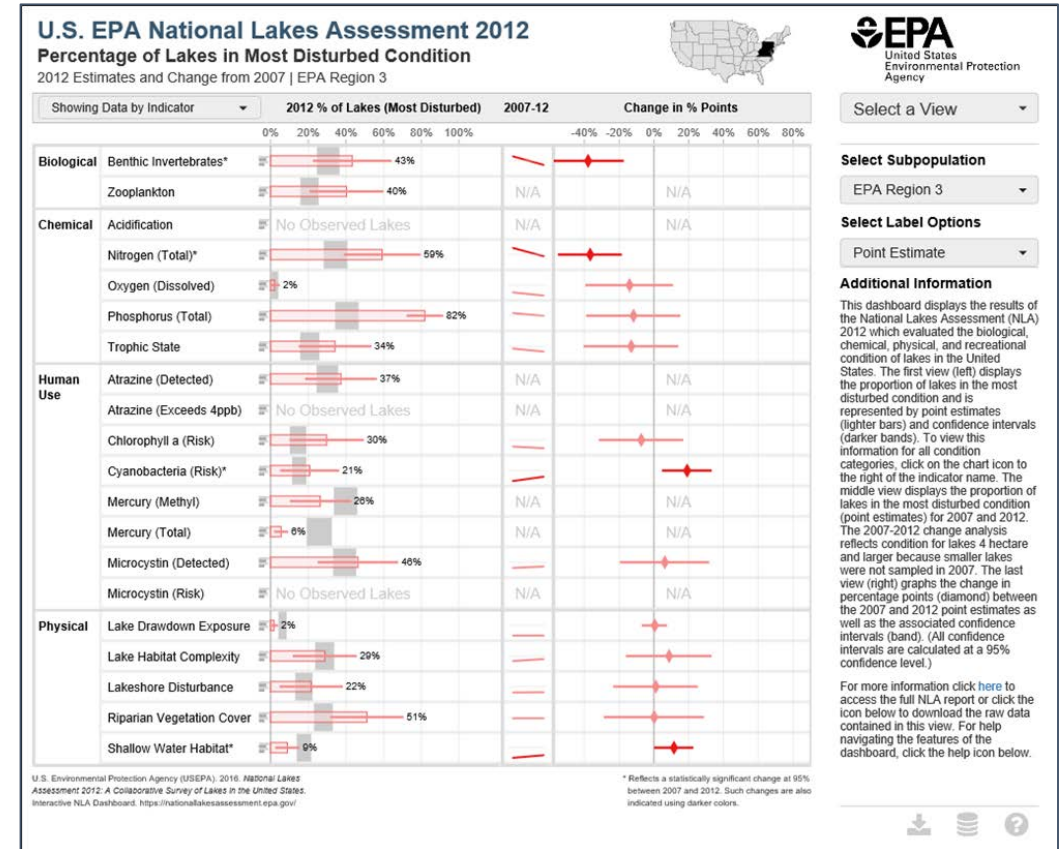 U.S. EPA National Lakes Assessment 2012
Percentage of Lakes in Most Disturbed Condition
2012 Estimates and Change from 2007 | EPA Region 3
EPA
United States
Environmental Protection
Agency
Showing Data by Indicator
2012 % of Lakes (Most Disturbed)
2007-12
Change in % Points
0% 20% 40% 60% 80% 100%
-40% -20% 0% 20% 40% 60% 80%
Biological
Benthic Invertebrates* 43%
Zooplankton 40% N/A N/A
Chemical
Acidification No Observed Lakes N/A N/A
Nitrogen (Total)* 59%
Oxygen (Dissolved) 2%
Phosphorus (Total) 82%
Trophic State 34%
Human
Use
Atrazine (Detected) 37% N/A N/A
Atrazine (Exceeds 4ppb) No Observed Lakes N/A N/A
Chlorophyll a (Risk) 30%
Cyanobacteria (Risk)* 21%
Mercury (Methyl) 26% N/A N/A
Mercury (Total) 6% N/A N/A
Microcystin (Detected) 46%
Microcystin (Risk) No Observed Lakes N/A N/A
Physical
Lake Drawdown Exposure 2%
Lake Habitat Complexity 29%
Lakeshore Disturbance 22%
Riparian Vegetation Cover 51%
Shallow Water Habitat* 9%
U.S. Environmental Protection Agency (USEPA). 2016. National Lakes
Assessment 2012: A Collaborative Survey of Lakes in the United States.
Interactive NLA Dashboard. https://nationallakesassessment.epa.gov/
* Reflects a statistically significant change at 95%
between 2007 and 2012. Such changes are also
indicated using darker colors.
Select a View
Select Subpopulation
EPA Region 3
Select Label Options
Point Estimate
Additional Information
This dashboard displays the results of
the National Lakes Assessment (NLA)
2012 which evaluated the biological,
chemical, physical, and recreational
condition of lakes in the United
States. The first view (left) displays
the proportion of lakes in the most
disturbed condition and is
represented by point estimates
(lighter bars) and confidence intervals
(darker bands). To view this
information for all condition
categories, click on the chart icon to
the right of the indicator name. The
middle view displays the proportion of
lakes in the most disturbed condition
(point estimates) for 2007 and 2012.
The 2007-2012 change analysis
reflects condition for lakes 4 hectare
and larger because smaller lakes
were not sampled in 2007. The last
view (right) graphs the change in
percentage points (diamond) between
the 2007 and 2012 point estimates as
well as the associated confidence
intervals (band). (All confidence
intervals are calculated at a 95%
confidence level.)
For more information click here to
access the full NLA report or click the
icon below to download the raw data
contained in this view. For help
navigating the features of the
dashboard, click the help icon below.
?